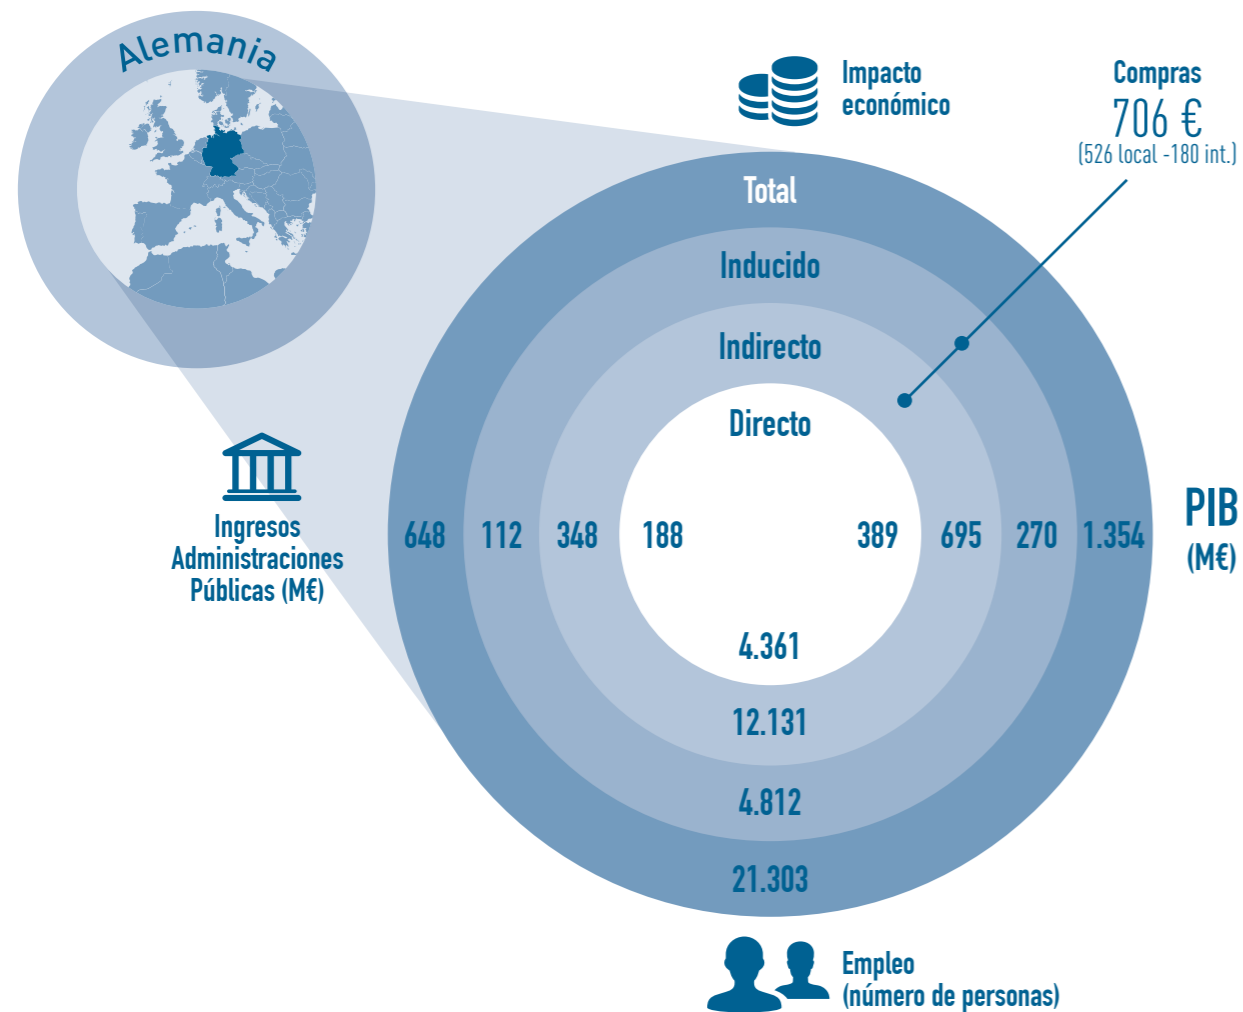 Alemania
Impacto
económico
Compras
706 €
(526 local -180 int.)
Total
Inducido
Indirecto
Directo
Ingresos
Administraciones
Públicas (M€)
648 112 348 188 389 695 270 1.354
PIB
(M€)
4.361
12.131
4.812
21.303
Empleo
(número de personas)